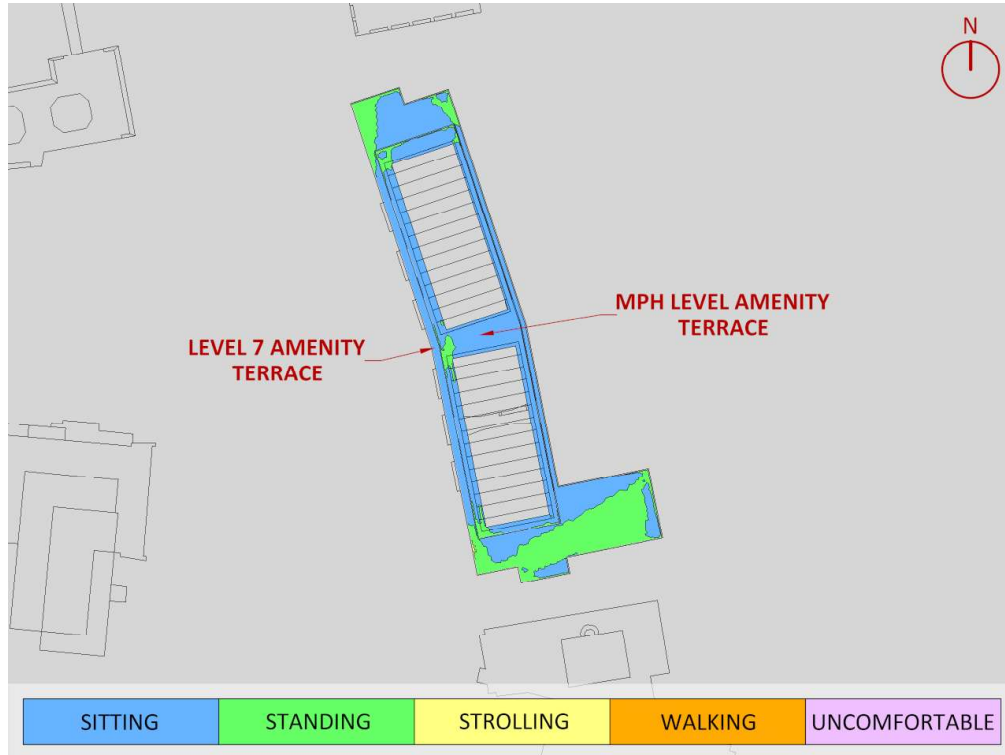 N
MPH LEVEL AMENITY
TERRACE
LEVEL 7 AMENITY
TERRACE
SITTING
STANDING
STROLLING
WALKING
UNCOMFORTABLE